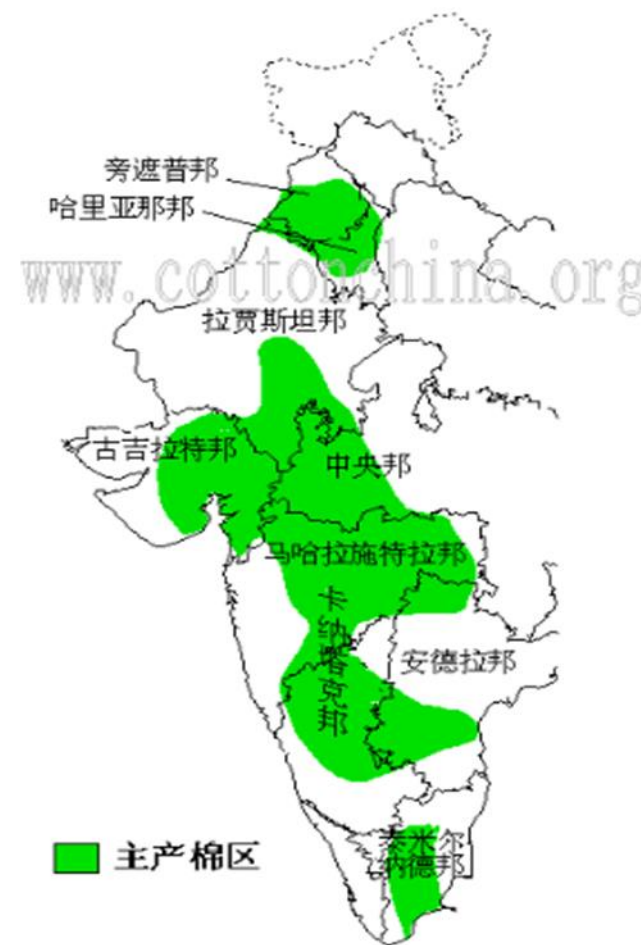 旁遮普邦
哈里亚那邦
www.cottonchina.org
拉贾斯坦邦
古吉拉特邦
中央邦
马哈拉施特拉邦
卡纳塔克邦
安德拉邦
泰米尔
纳德邦
主产棉区